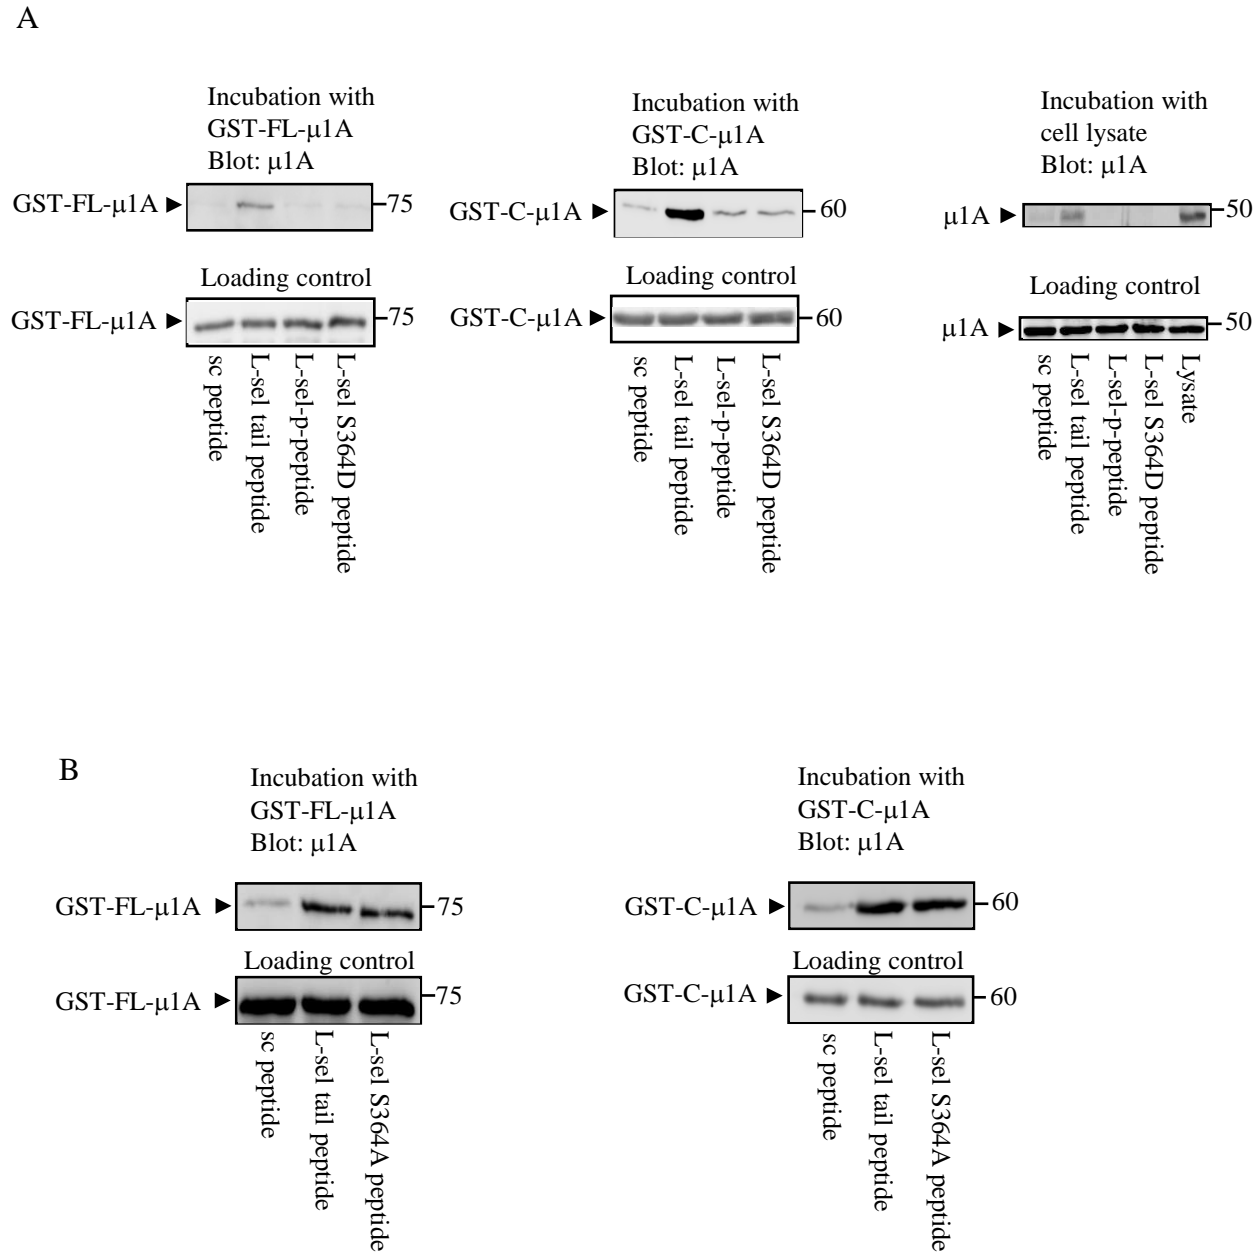 A
Incubation with
GST-FL-μ1A
Blot: μ1A
GST-FL-μ1A
75
Loading control
GST-FL-μ1A
75
sc peptide
L-sel tail peptide
L-sel-p-peptide
L-sel S364D peptide
Incubation with
GST-C-μ1A
Blot: μ1A
GST-C-μ1A
60
Loading control
GST-C-μ1A
60
sc peptide
L-sel tail peptide
L-sel-p-peptide
L-sel S364D peptide
Incubation with
cell lysate
Blot: μ1A
μ1A
50
Loading control
μ1A
50
sc peptide
L-sel tail peptide
L-sel-p-peptide
L-sel S364D peptide
Lysate
B
Incubation with
GST-FL-μ1A
Blot: μ1A
GST-FL-μ1A
75
Loading control
GST-FL-μ1A
75
sc peptide
L-sel tail peptide
L-sel S364A peptide
Incubation with
GST-C-μ1A
Blot: μ1A
GST-C-μ1A
60
Loading control
GST-C-μ1A
60
sc peptide
L-sel tail peptide
L-sel S364A peptide